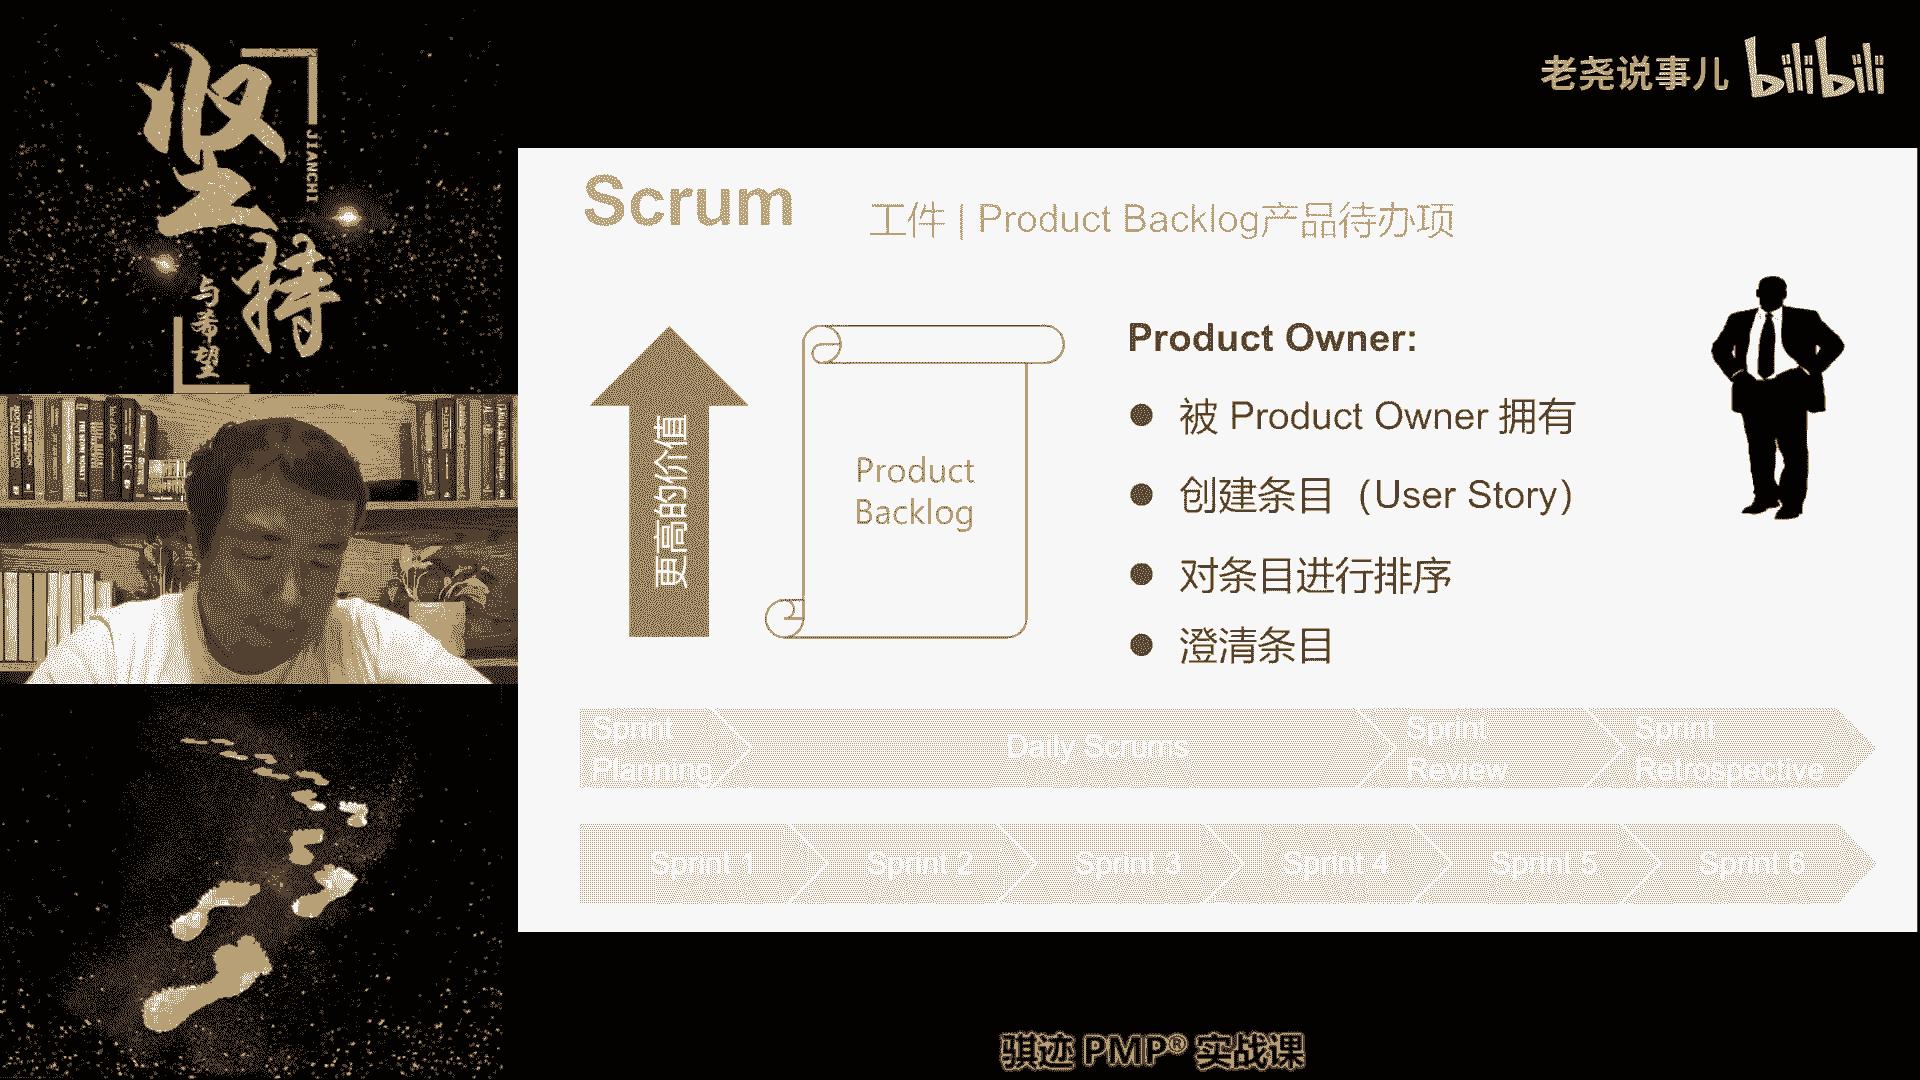 坚持
JIANCHI
与希望
老尧说事儿 bilibili
Scrum
工件 | Product Backlog产品待办项
更高的价值
Product
Backlog
Product Owner:
● 被 Product Owner 拥有
● 创建条目（User Story）
● 对条目进行排序
● 澄清条目
Sprint
Planning
Daily Scrums
Sprint
Review
Sprint
Retrospective
Sprint 1
Sprint 2
Sprint 3
Sprint 4
Sprint 5
Sprint 6
骐迹 PMP® 实战课